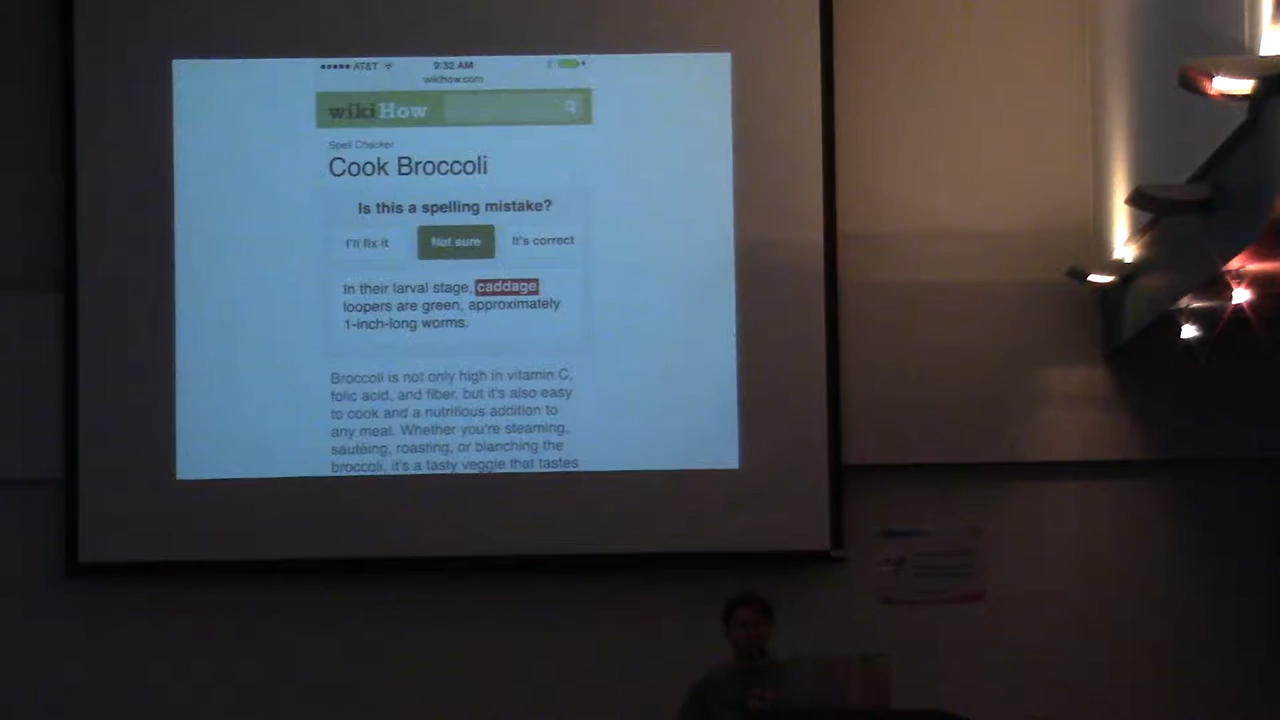 AT&T 9:32 AM
wikihow.com
wikiHow
Spell Checker
Cook Broccoli
Is this a spelling mistake?
I'll fix it Not sure It's correct
In their larval stage, caddage
loopers are green, approximately
1-inch-long worms.
Broccoli is not only high in vitamin C,
folic acid, and fiber, but it's also easy
to cook and a nutritious addition to
any meal. Whether you're steaming,
sautéing, roasting, or blanching the
broccoli, it's a tasty veggie that tastes